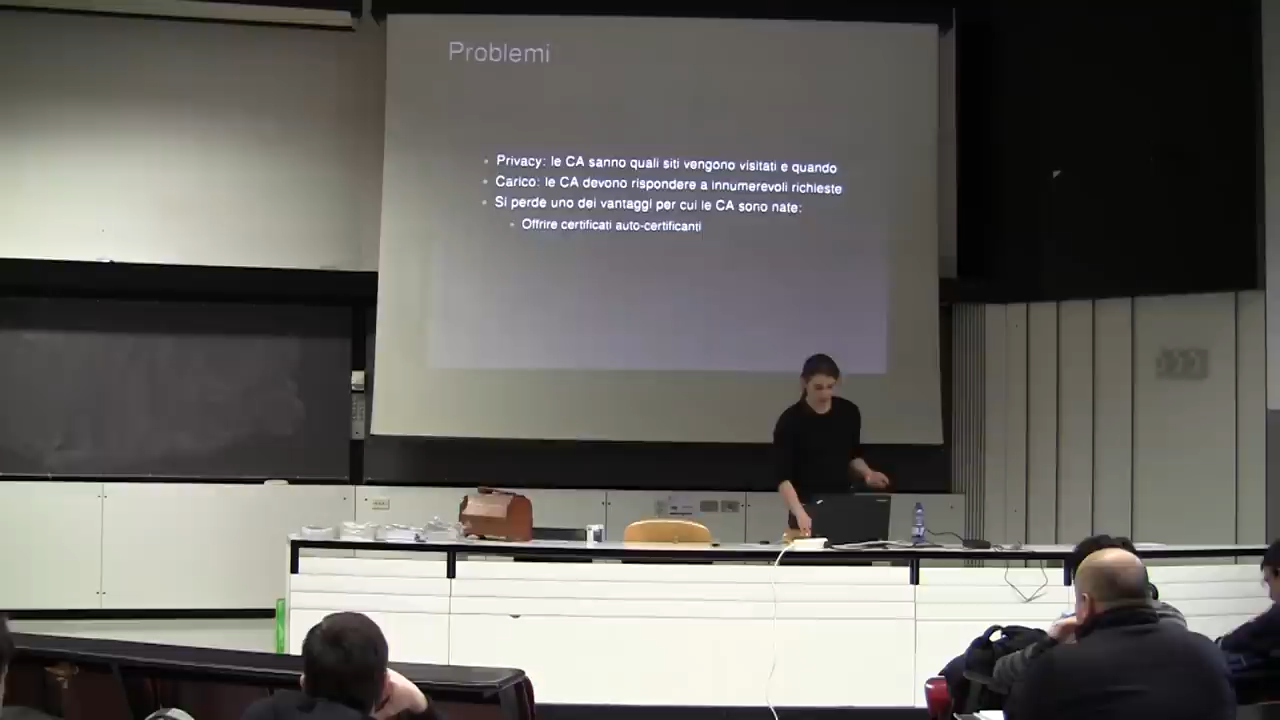 Problemi
Privacy: le CA sanno quali siti vengono visitati e quando
Carico: le CA devono rispondere a innumerevoli richieste
Si perde uno dei vantaggi per cui le CA sono nate:
Offrire certificati auto-certificanti